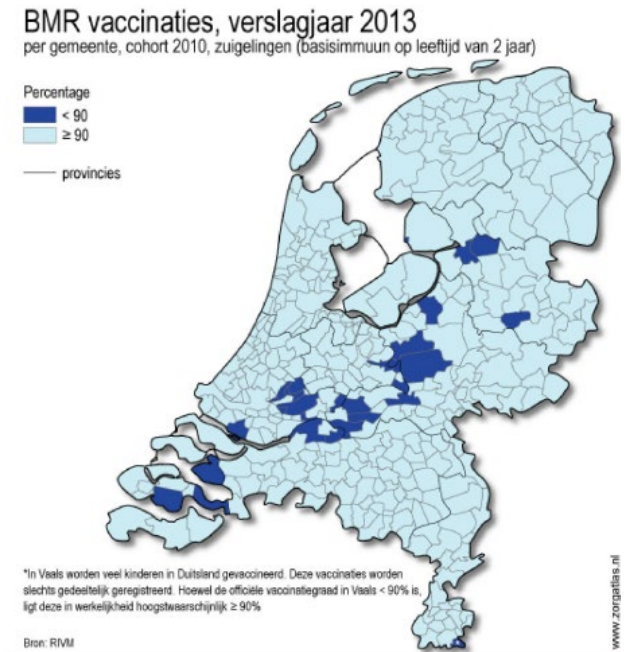 BMR vaccinaties, verslagjaar 2013
per gemeente, cohort 2010, zuigelingen (basisimmuun op leeftijd van 2 jaar)
Percentage
< 90
≥ 90
provincies
*In Vaals worden veel kinderen in Duitsland gevaccineerd. Deze vaccinaties worden
slechts gedeeltelijk geregistreerd. Hoewel de officiële vaccinatiegraad in Vaals < 90% is,
ligt deze in werkelijkheid hoogstwaarschijnlijk ≥ 90%
Bron: RIVM
www.zorgatlas.nl